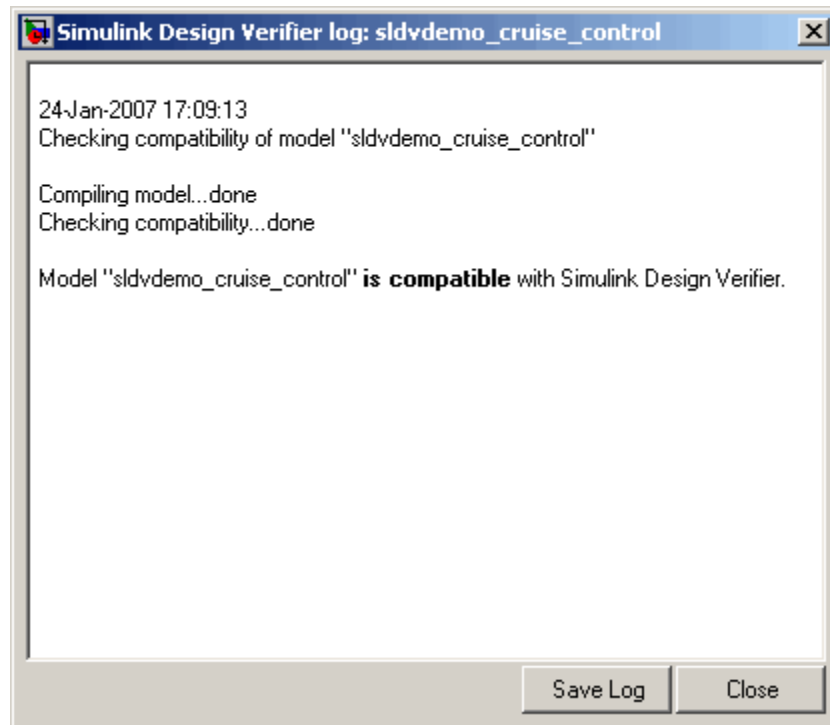 Simulink Design Verifier log: sldvdemo_cruise_control
24-Jan-2007 17:09:13
Checking compatibility of model "sldvdemo_cruise_control"
Compiling model...done
Checking compatibility...done
Model "sldvdemo_cruise_control" is compatible with Simulink Design Verifier.
Save Log
Close